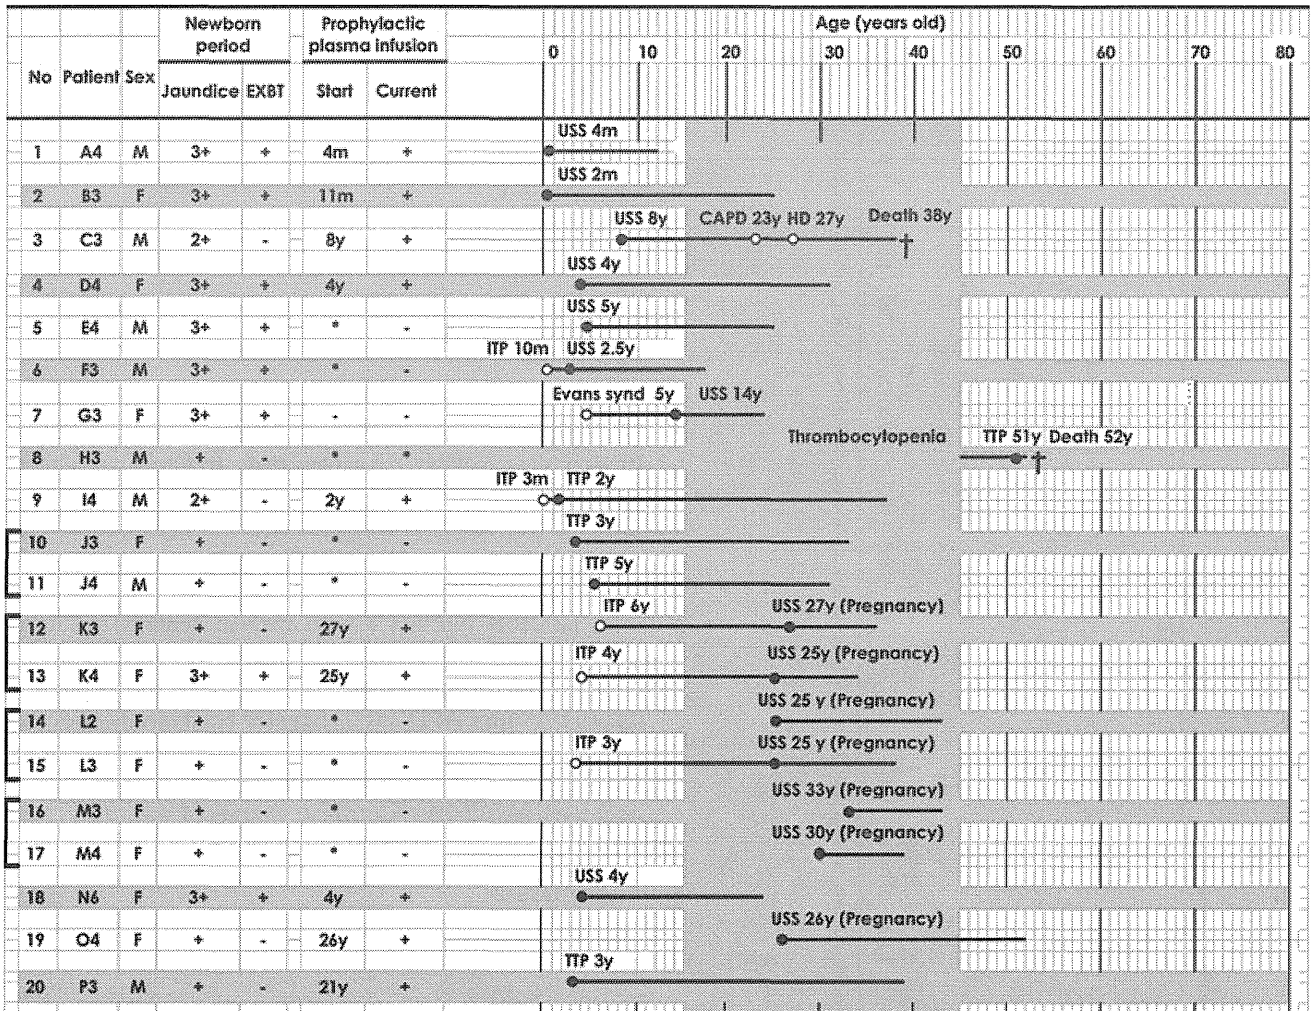 Newborn period Prophylactic plasma infusion Age (years old)
0 10 20 30 40 50 60 70 80
No Patient Sex Jaundice EXBT Start Current
USS 4m
1 A4 M 3+ + 4m +
USS 2m
2 B3 F 3+ + 11m +
USS 8y CAPD 23y HD 27y Death 38y
3 C3 M 2+ - 8y +
USS 4y
4 D4 F 3+ + 4y +
USS 5y
5 E4 M 3+ + * -
ITP 10m USS 2.5y
6 F3 M 3+ + * -
Evans synd 5y USS 14y
7 G3 F 3+ + - -
Thrombocytopenia TTP 51y Death 52y
8 H3 M + - * *
ITP 3m TTP 2y
9 I4 M 2+ - 2y +
TTP 3y
10 J3 F + - * -
TTP 5y
11 J4 M + - * -
ITP 6y USS 27y (Pregnancy)
12 K3 F + - 27y +
ITP 4y USS 25y (Pregnancy)
13 K4 F 3+ + 25y +
USS 25 y (Pregnancy)
14 L2 F + - * -
ITP 3y USS 25 y (Pregnancy)
15 L3 F + - * -
USS 33y (Pregnancy)
16 M3 F + - * -
USS 30y (Pregnancy)
17 M4 F + - * -
USS 4y
18 N6 F 3+ + 4y +
USS 26y (Pregnancy)
19 O4 F + - 26y +
TTP 3y
20 P3 M + - 21y +